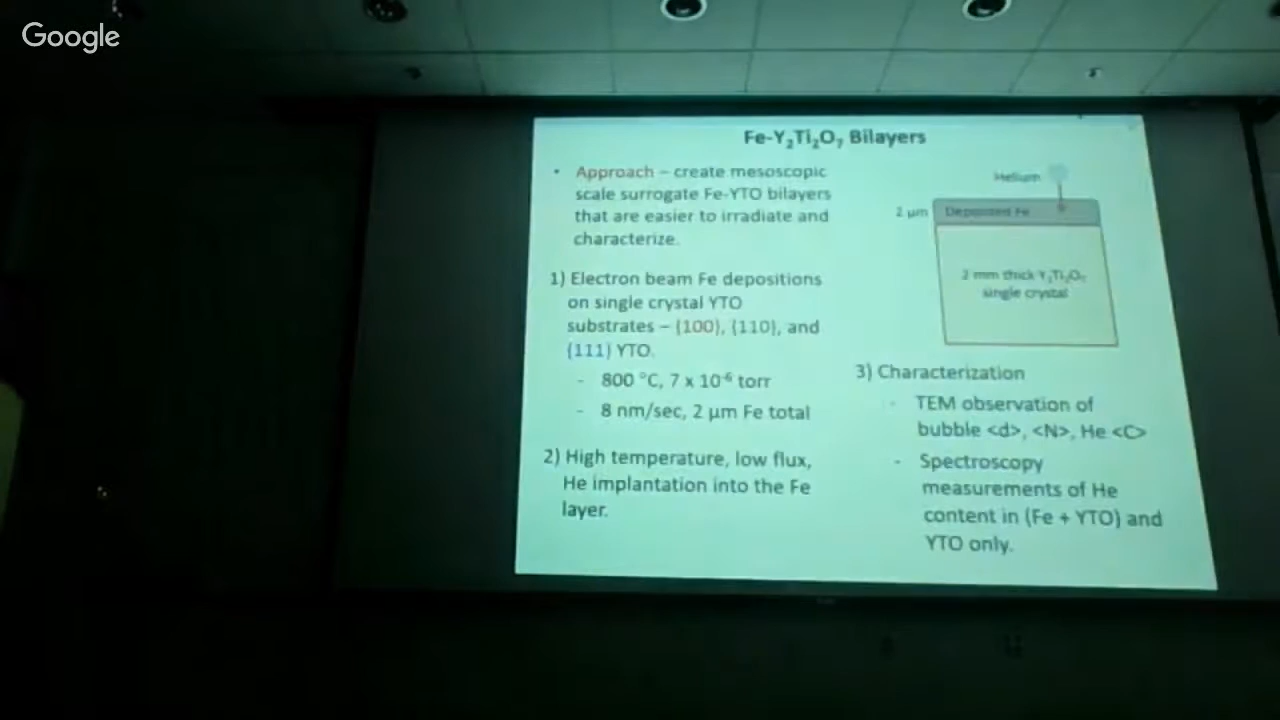 Google
Fe-Y₂Ti₂O₇ Bilayers
• Approach – create mesoscopic
scale surrogate Fe-YTO bilayers
that are easier to irradiate and
characterize.
1) Electron beam Fe depositions
on single crystal YTO
substrates – {100}, {110}, and
{111} YTO.
- 800 °C, 7 x 10⁻⁶ torr
- 8 nm/sec, 2 µm Fe total
2) High temperature, low flux,
He implantation into the Fe
layer.
Helium
2 µm
Deposited Fe
2 mm thick Y₂Ti₂O₇
single crystal
3) Characterization
- TEM observation of
bubble <d>, <N>, He <C>
- Spectroscopy
measurements of He
content in (Fe + YTO) and
YTO only.